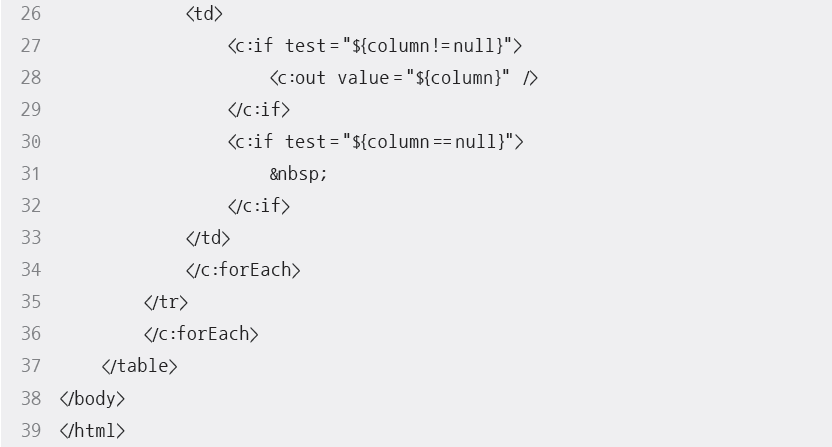 26 <td>
27 <c:if test="${column!=null}">
28 <c:out value="${column}" />
29 </c:if>
30 <c:if test="${column==null}">
31 &nbsp;
32 </c:if>
33 </td>
34 </c:forEach>
35 </tr>
36 </c:forEach>
37 </table>
38 </body>
39 </html>